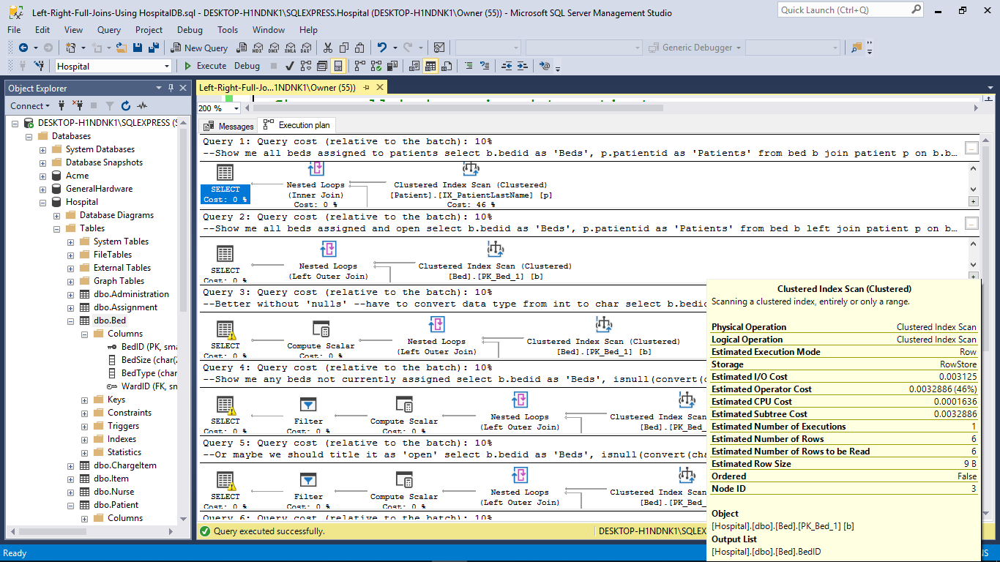 Left-Right-Full-Joins-Using HospitalDB.sql - DESKTOP-H1NDNK1\SQLEXPRESS.Hospital (DESKTOP-H1NDNK1\Owner (55)) - Microsoft SQL Server Management Studio
Quick Launch (Ctrl+Q)
File Edit View Query Project Debug Tools Window Help
New Query MDX DMX XMLA DAX Generic Debugger
Hospital Execute Debug
Object Explorer
Connect
DESKTOP-H1NDNK1\SQLEXPRESS (S
Databases
System Databases
Database Snapshots
Acme
GeneralHardware
Hospital
Database Diagrams
Tables
System Tables
FileTables
External Tables
Graph Tables
dbo.Administration
dbo.Assignment
dbo.Bed
Columns
BedID (PK, sma
BedSize (char(2
BedType (char
WardID (FK, sm
Keys
Constraints
Triggers
Indexes
Statistics
dbo.ChargeItem
dbo.Item
dbo.Nurse
dbo.Patient
Columns
Left-Right-Full-Jo...1NDNK1\Owner (55))
200 %
Messages Execution plan
Query 1: Query cost (relative to the batch): 10%
--Show me all beds assigned to patients select b.bedid as 'Beds', p.patientid as 'Patients' from bed b join patient p on b.b...
SELECT
Cost: 0 %
Nested Loops
(Inner Join)
Cost: 0 %
Clustered Index Scan (Clustered)
[Patient].[IX_PatientLastName] [p]
Cost: 46 %
Query 2: Query cost (relative to the batch): 10%
--Show me all beds assigned and open select b.bedid as 'Beds', p.patientid as 'Patients' from bed b left join patient p on b...
SELECT
Cost: 0 %
Nested Loops
(Left Outer Join)
Clustered Index Scan (Clustered)
[Bed].[PK_Bed_1] [b]
Query 3: Query cost (relative to the batch): 10%
--Better without 'nulls' --have to convert data type from int to char select b.bedid
SELECT
Cost: 0 %
Compute Scalar
Cost: 0 %
Nested Loops
(Left Outer Join)
Clustered Index Scan (Clustered)
[Bed].[PK_Bed_1] [b]
Query 4: Query cost (relative to the batch): 10%
--Show me any beds not currently assigned select b.bedid as 'Beds', isnull(convert(c
SELECT
Cost: 0 %
Filter
Cost: 0 %
Compute Scalar
Cost: 0 %
Nested Loops
(Left Outer Join)
Clustered Index Scan
[Bed].[PK_Bed_
Query 5: Query cost (relative to the batch): 10%
--Or maybe we should title it as 'open' select b.bedid as 'Beds', isnull(convert(cha
SELECT
Cost: 0 %
Filter
Cost: 0 %
Compute Scalar
Cost: 0 %
Nested Loops
(Left Outer Join)
Clustered Index Scan
[Bed].[PK_Bed_
Query 6: Query cost (relative to the batch): 10%
Clustered Index Scan (Clustered)
Scanning a clustered index, entirely or only a range.
Physical Operation Clustered Index Scan
Logical Operation Clustered Index Scan
Estimated Execution Mode Row
Storage RowStore
Estimated I/O Cost 0.003125
Estimated Operator Cost 0.0032886 (46%)
Estimated CPU Cost 0.0001636
Estimated Subtree Cost 0.0032886
Estimated Number of Executions 1
Estimated Number of Rows 6
Estimated Number of Rows to be Read 6
Estimated Row Size 9 B
Ordered False
Node ID 3
Object
[Hospital].[dbo].[Bed].[PK_Bed_1] [b]
Output List
[Hospital].[dbo].[Bed].BedID
Query executed successfully. DESKTOP-H1NDNK1\SQLEX
Ready